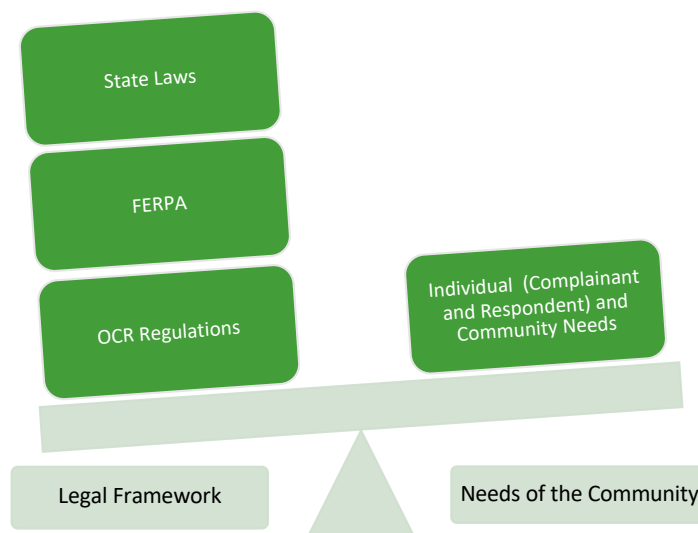 State Laws
FERPA
OCR Regulations
Individual (Complainant
and Respondent) and
Community Needs
Legal Framework
Needs of the Community